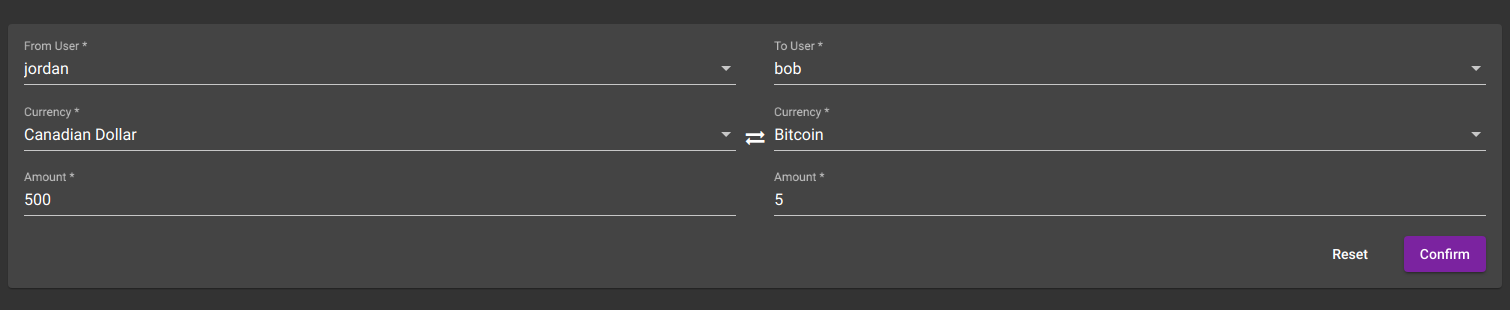 From User *
jordan
To User *
bob
Currency *
Canadian Dollar
Currency *
Bitcoin
Amount *
500
Amount *
5
Reset
Confirm